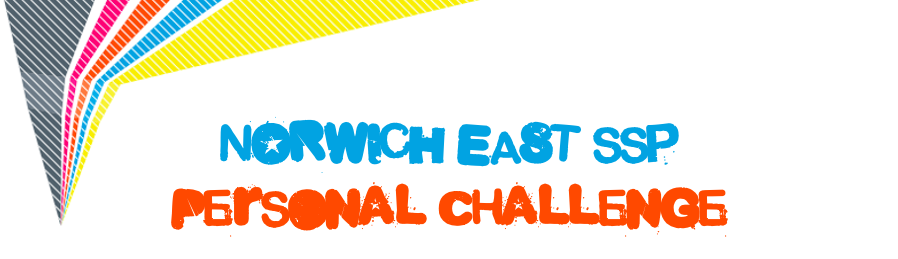 NORWICH EAST SSP
PERSONAL CHALLENGE